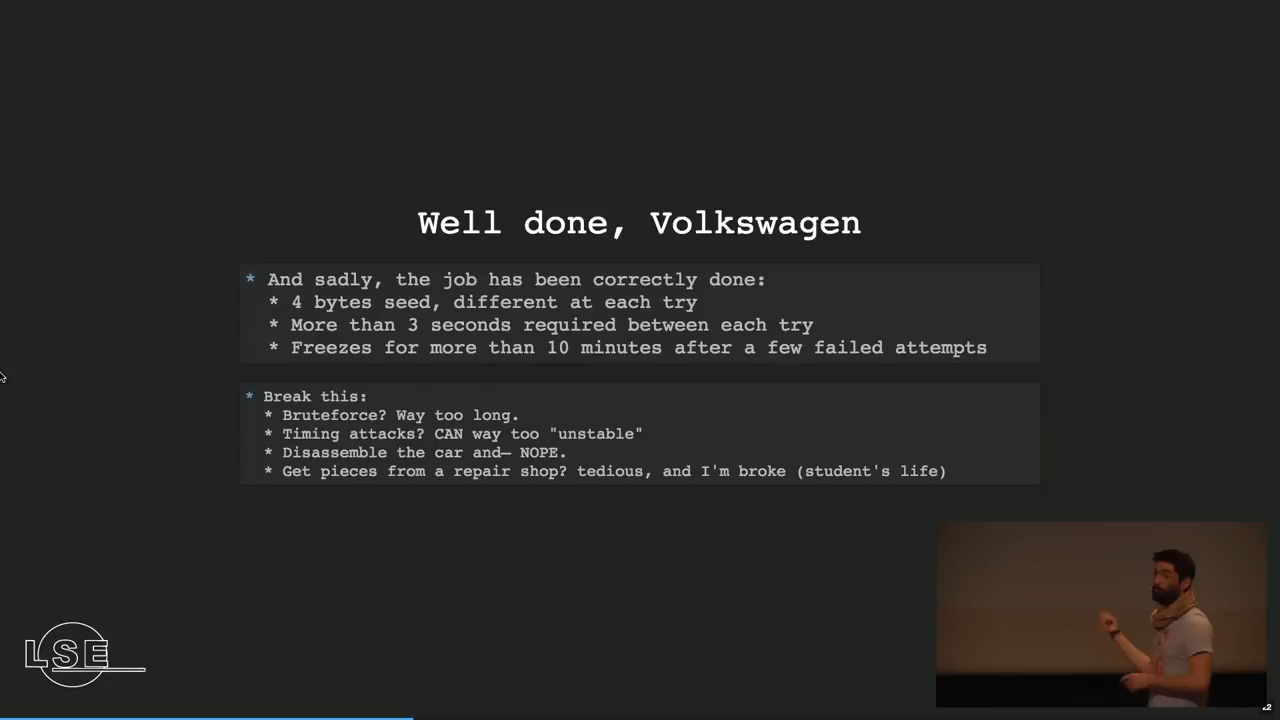 Well done, Volkswagen
* And sadly, the job has been correctly done:
* 4 bytes seed, different at each try
* More than 3 seconds required between each try
* Freezes for more than 10 minutes after a few failed attempts
* Break this:
* Bruteforce? Way too long.
* Timing attacks? CAN way too "unstable"
* Disassemble the car and— NOPE.
* Get pieces from a repair shop? tedious, and I'm broke (student's life)
LSE